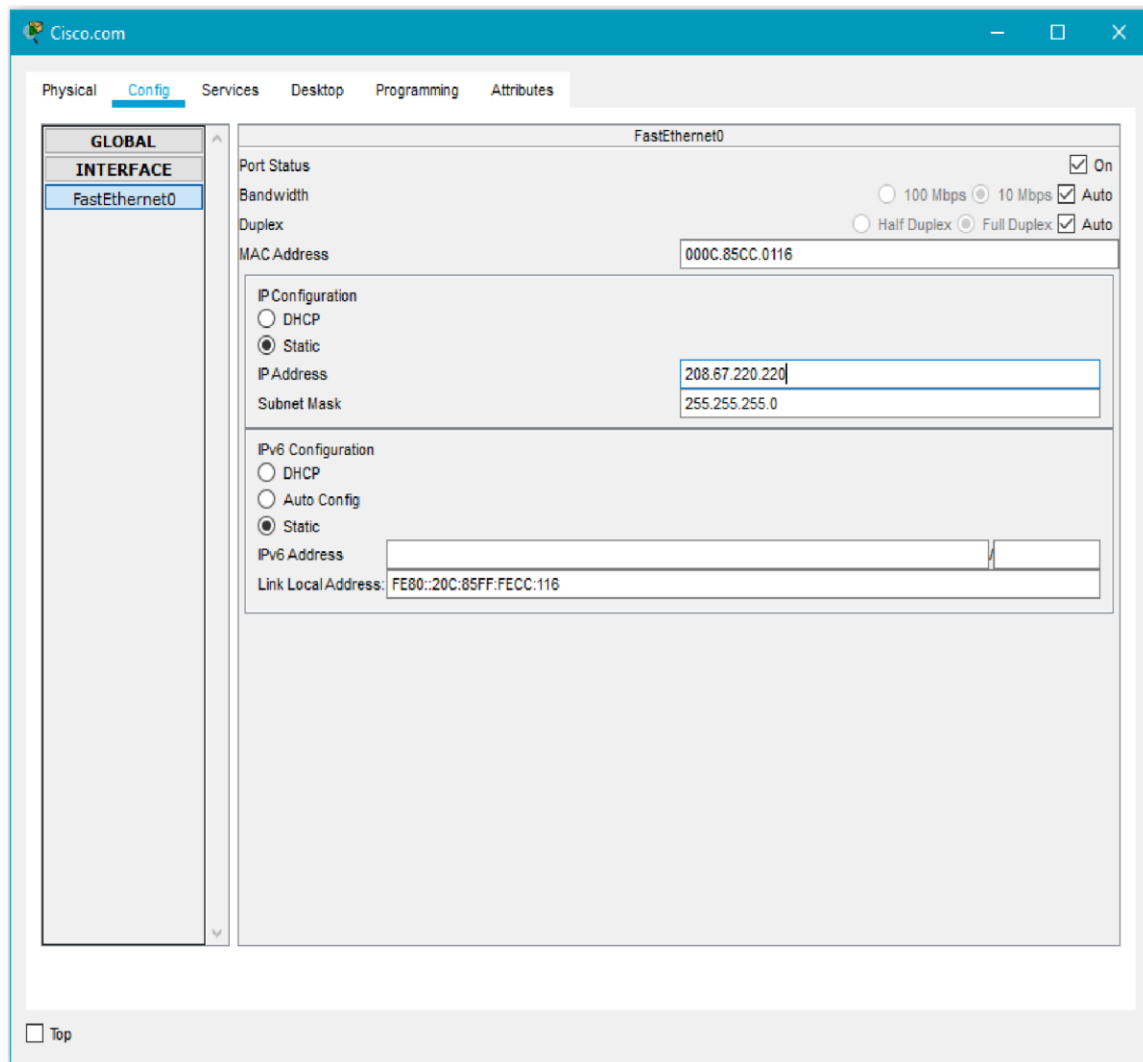 Cisco.com
Physical Config Services Desktop Programming Attributes
GLOBAL
INTERFACE
FastEthernet0
FastEthernet0
Port Status On
Bandwidth 100 Mbps 10 Mbps Auto
Duplex Half Duplex Full Duplex Auto
MAC Address 000C.85CC.0116
IP Configuration
DHCP
Static
IP Address 208.67.220.220
Subnet Mask 255.255.255.0
IPv6 Configuration
DHCP
Auto Config
Static
IPv6 Address /
Link Local Address: FE80::20C:85FF:FECC:116
Top